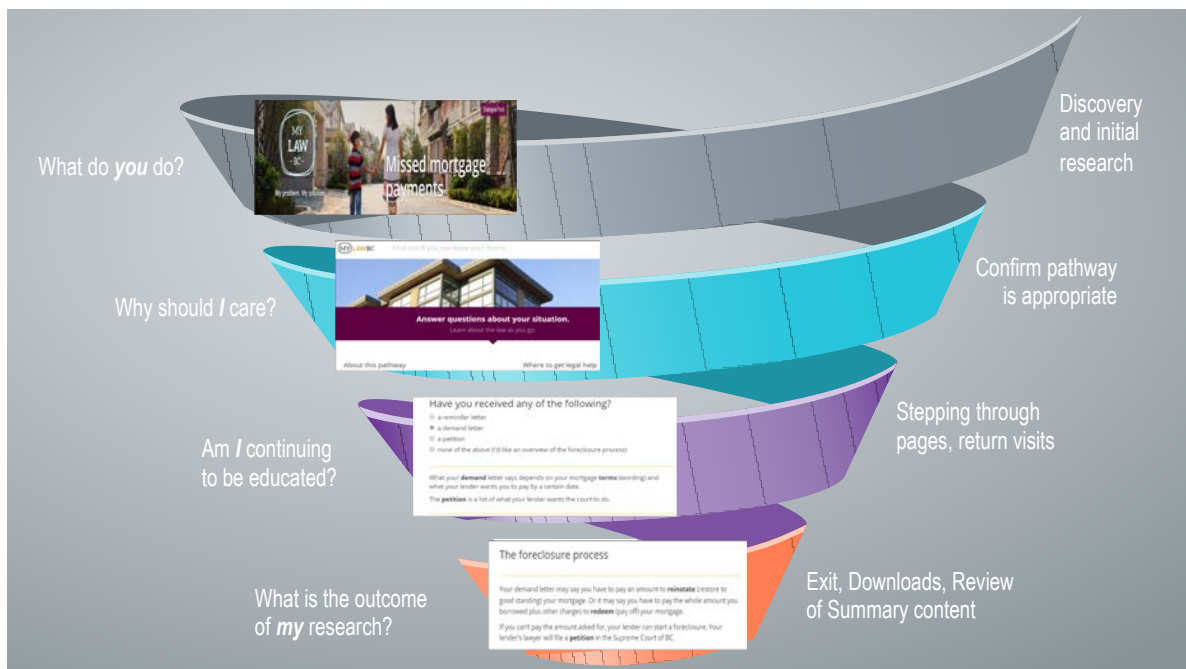 What do you do?
MY
LAW
- BC -
My problem. My solution.
Missed mortgage
payments
Discovery
and initial
research
Why should I care?
MY LAWBC
Find out if you can keep your home
Answer questions about your situation.
Learn about the law as you go.
About this pathway
Where to get legal help
Confirm pathway
is appropriate
Am I continuing
to be educated?
Have you received any of the following?
a reminder letter
a demand letter
a petition
none of the above (I'd like an overview of the foreclosure process)
What your demand letter says depends on your mortgage terms (wording) and
what your lender wants you to pay by a certain date.
The petition is a list of what your lender wants the court to do.
Stepping through
pages, return visits
What is the outcome
of my research?
The foreclosure process
Your demand letter may say you have to pay an amount to reinstate (restore to
good standing) your mortgage. Or it may say you have to pay the whole amount you
borrowed plus other charges to redeem (pay off) your mortgage.
If you can't pay the amount asked for, your lender can start a foreclosure. Your
lender's lawyer will file a petition in the Supreme Court of BC.
Exit, Downloads, Review
of Summary content